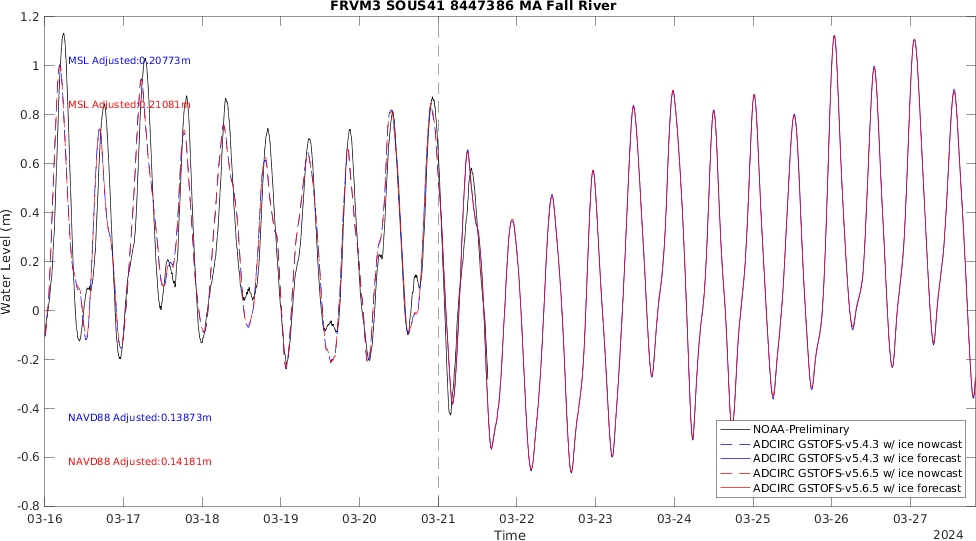 FRVM3 SOUS41 8447386 MA Fall River
Water Level (m)
1.2
1
0.8
0.6
0.4
0.2
0
-0.2
-0.4
-0.6
-0.8
MSL Adjusted:0.20773m
MSL Adjusted:0.21081m
NAVD88 Adjusted:0.13873m
NAVD88 Adjusted:0.14181m
NOAA-Preliminary
ADCIRC GSTOFS-v5.4.3 w/ ice nowcast
ADCIRC GSTOFS-v5.4.3 w/ ice forecast
ADCIRC GSTOFS-v5.6.5 w/ ice nowcast
ADCIRC GSTOFS-v5.6.5 w/ ice forecast
03-16 03-17 03-18 03-19 03-20 03-21 03-22 03-23 03-24 03-25 03-26 03-27
Time
2024